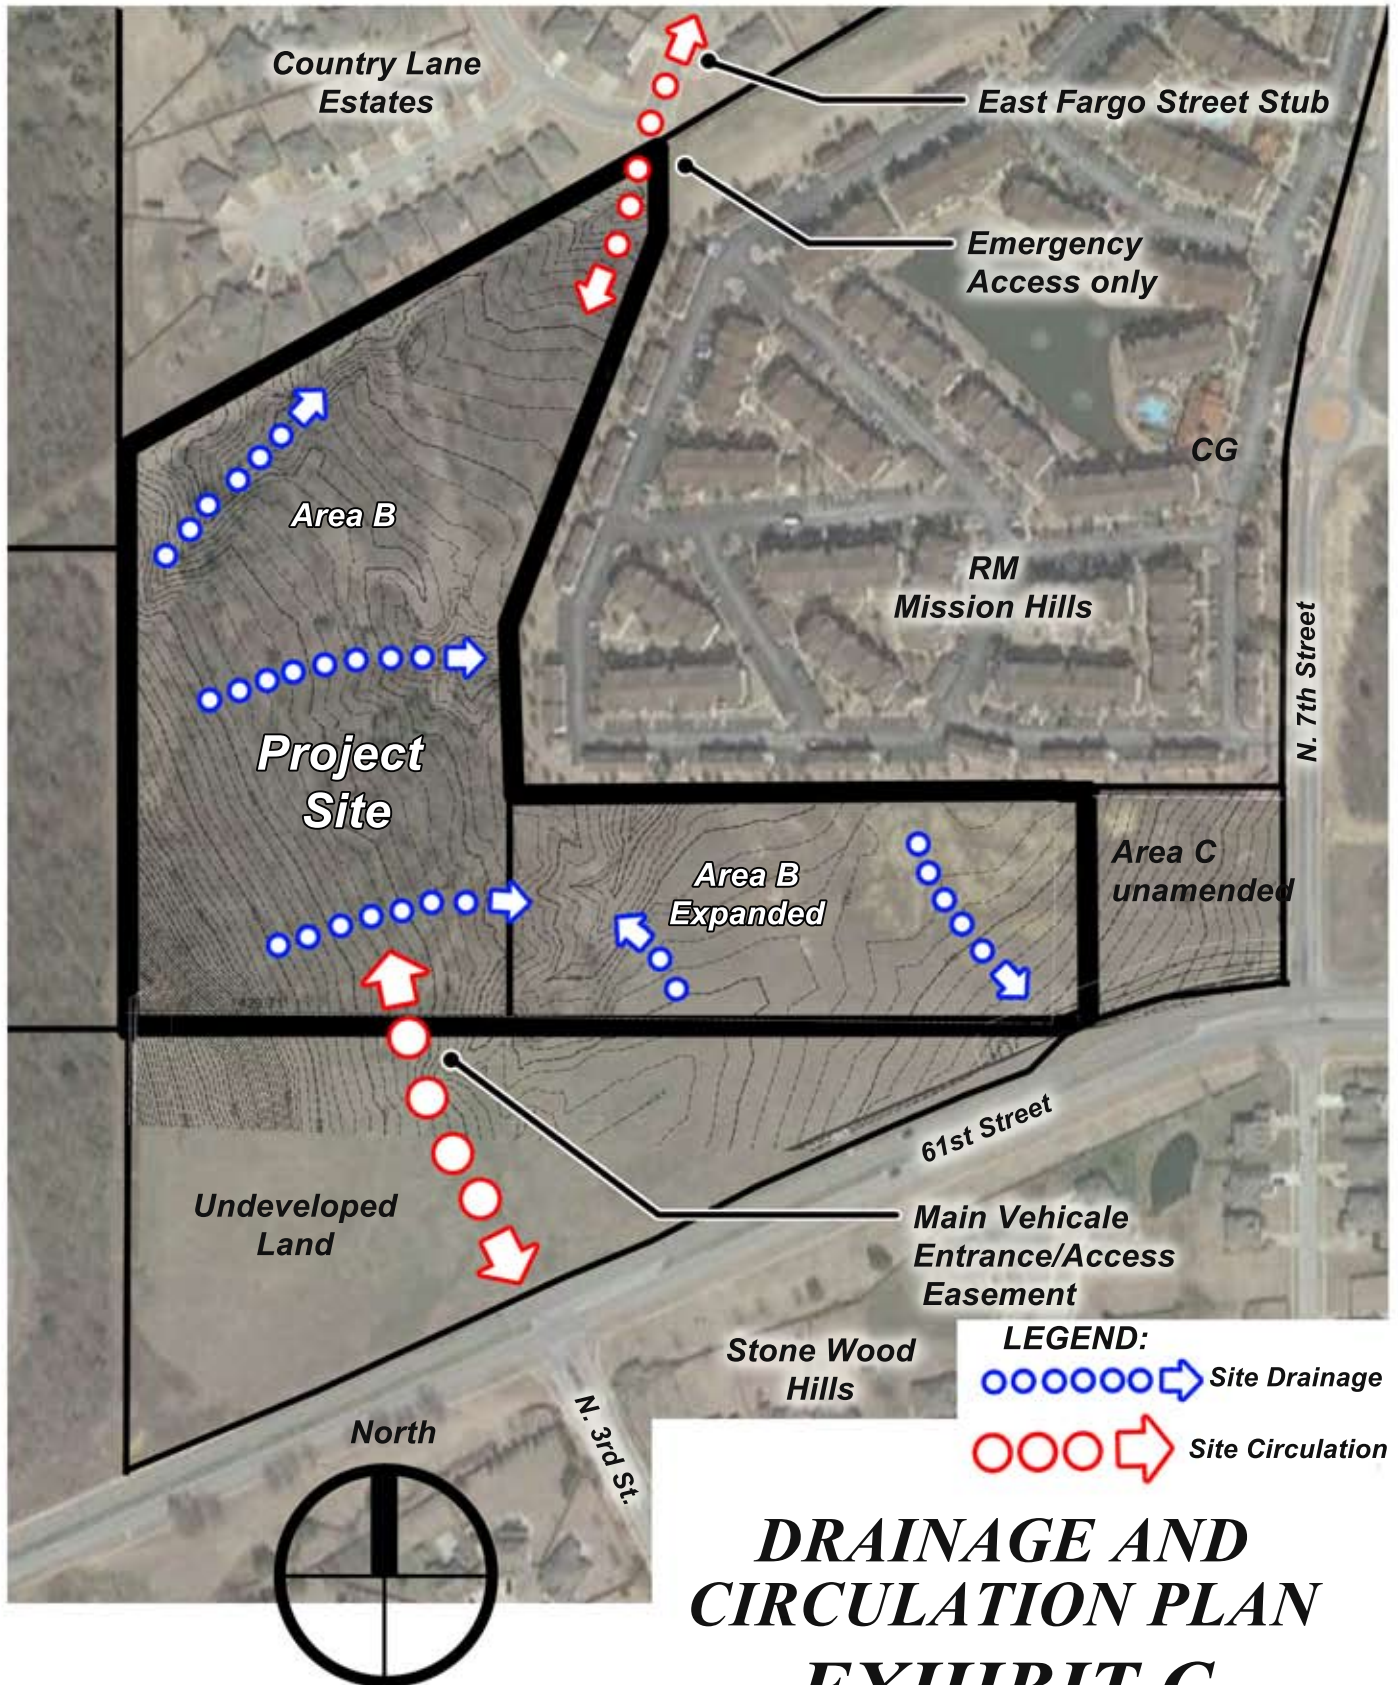 Country Lane
Estates
East Fargo Street Stub
Emergency
Access only
CG
Area B
RM
Mission Hills
N. 7th Street
Project
Site
Area C
unamended
Area B
Expanded
61st Street
Undeveloped
Land
Main Vehicale
Entrance/Access
Easement
Stone Wood
Hills
LEGEND:
Site Drainage
Site Circulation
North
N. 3rd St.
DRAINAGE AND
CIRCULATION PLAN
EXHIBIT C